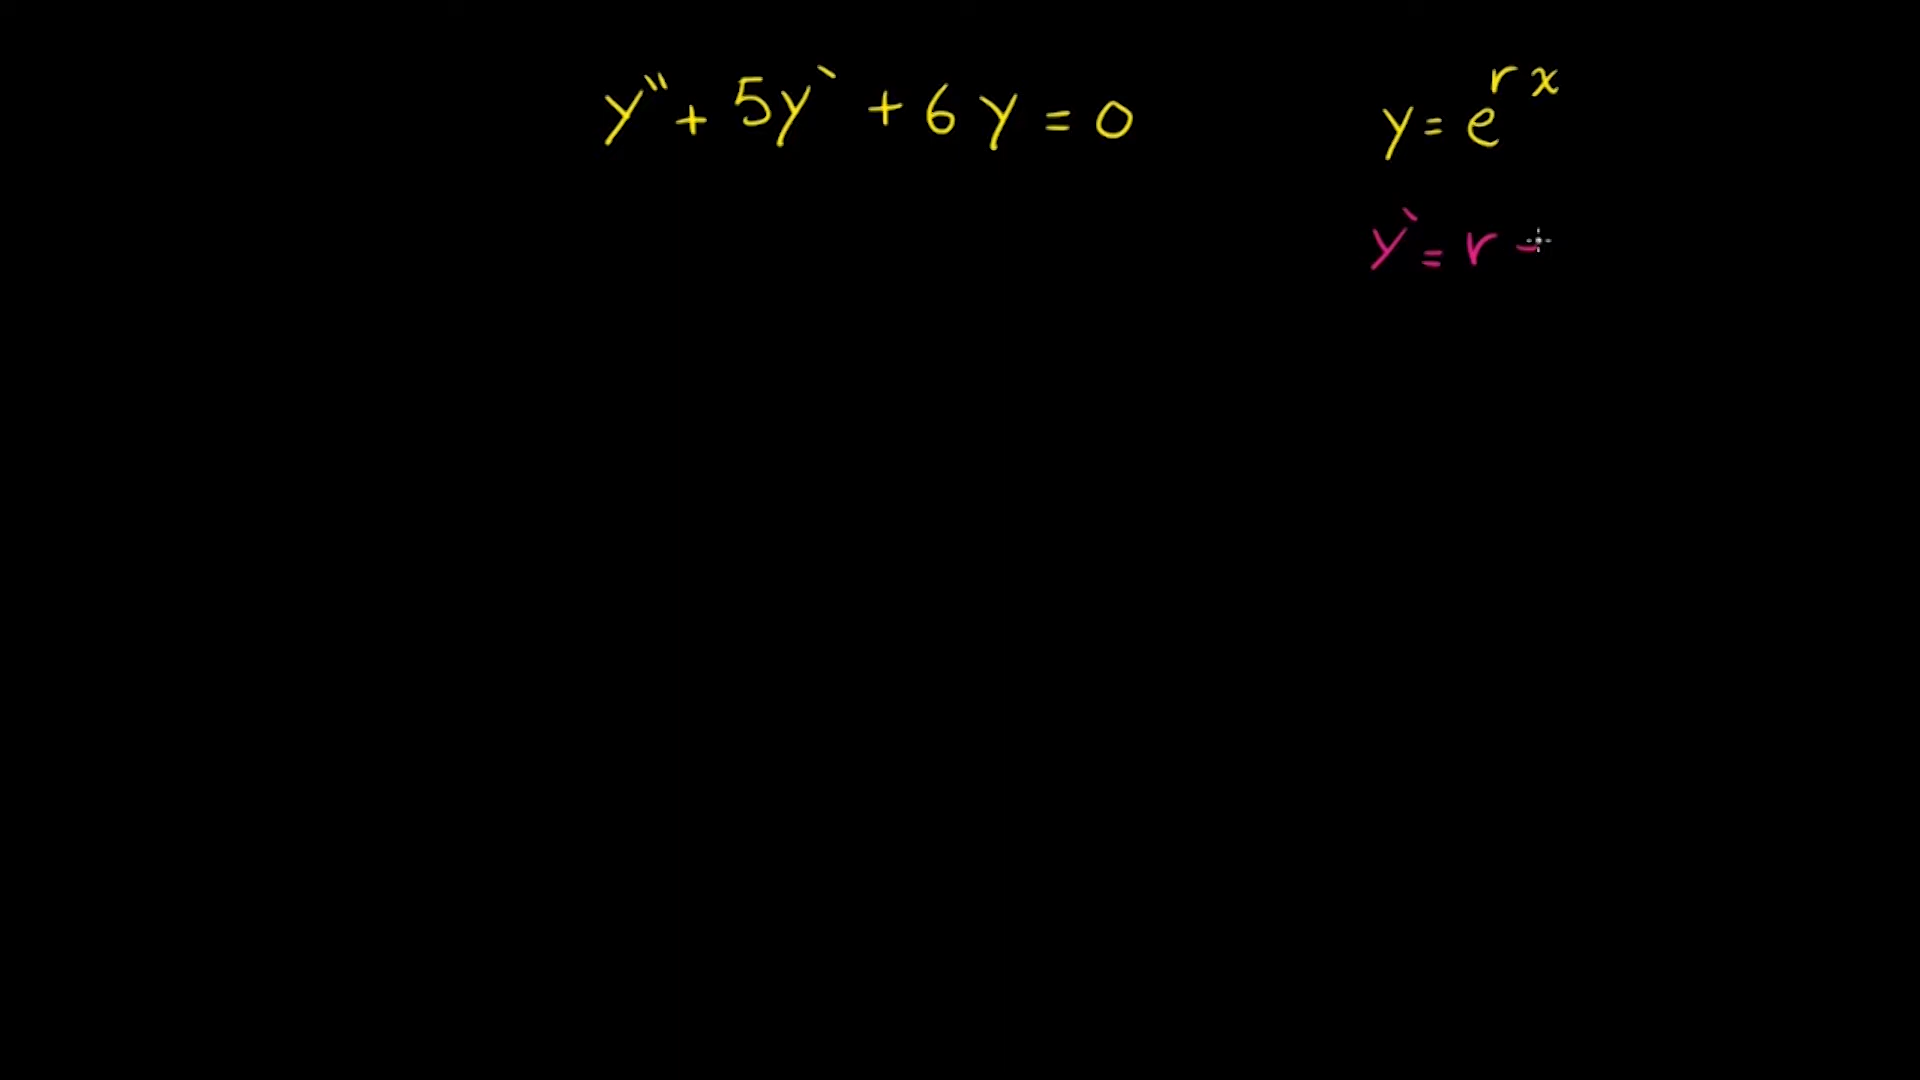 y`` + 5y` + 6y = 0
y = e^{rx}
y` = r